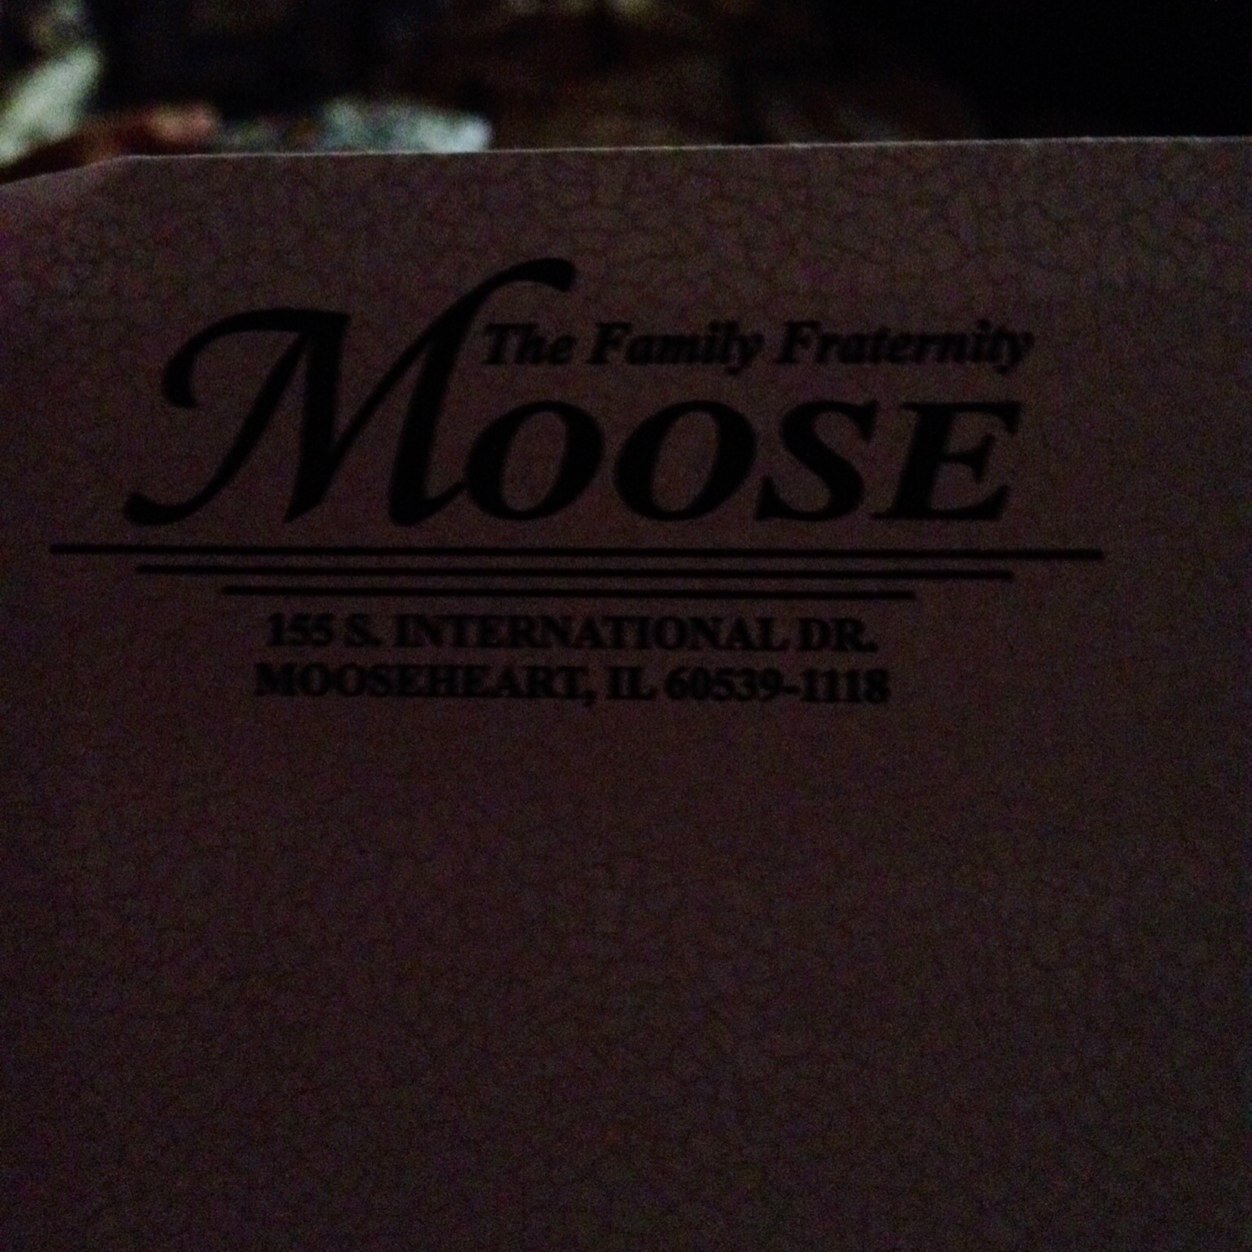 The Family Fraternity
MOOSE
155 S. INTERNATIONAL DR.
MOOSEHEART, IL 60539-1118